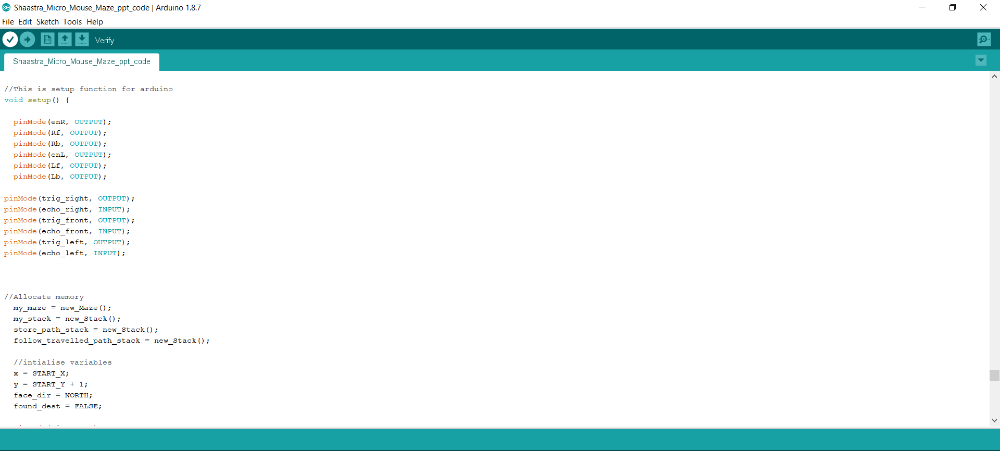 Shaastra_Micro_Mouse_Maze_ppt_code | Arduino 1.8.7
File Edit Sketch Tools Help
Verify
Shaastra_Micro_Mouse_Maze_ppt_code
//This is setup function for arduino
void setup() {
pinMode(enR, OUTPUT);
pinMode(Rf, OUTPUT);
pinMode(Rb, OUTPUT);
pinMode(enL, OUTPUT);
pinMode(Lf, OUTPUT);
pinMode(Lb, OUTPUT);
pinMode(trig_right, OUTPUT);
pinMode(echo_right, INPUT);
pinMode(trig_front, OUTPUT);
pinMode(echo_front, INPUT);
pinMode(trig_left, OUTPUT);
pinMode(echo_left, INPUT);
//Allocate memory
my_maze = new_Maze();
my_stack = new_Stack();
store_path_stack = new_Stack();
follow_travelled_path_stack = new_Stack();
//intialise variables
x = START_X;
y = START_Y + 1;
face_dir = NORTH;
found_dest = FALSE;